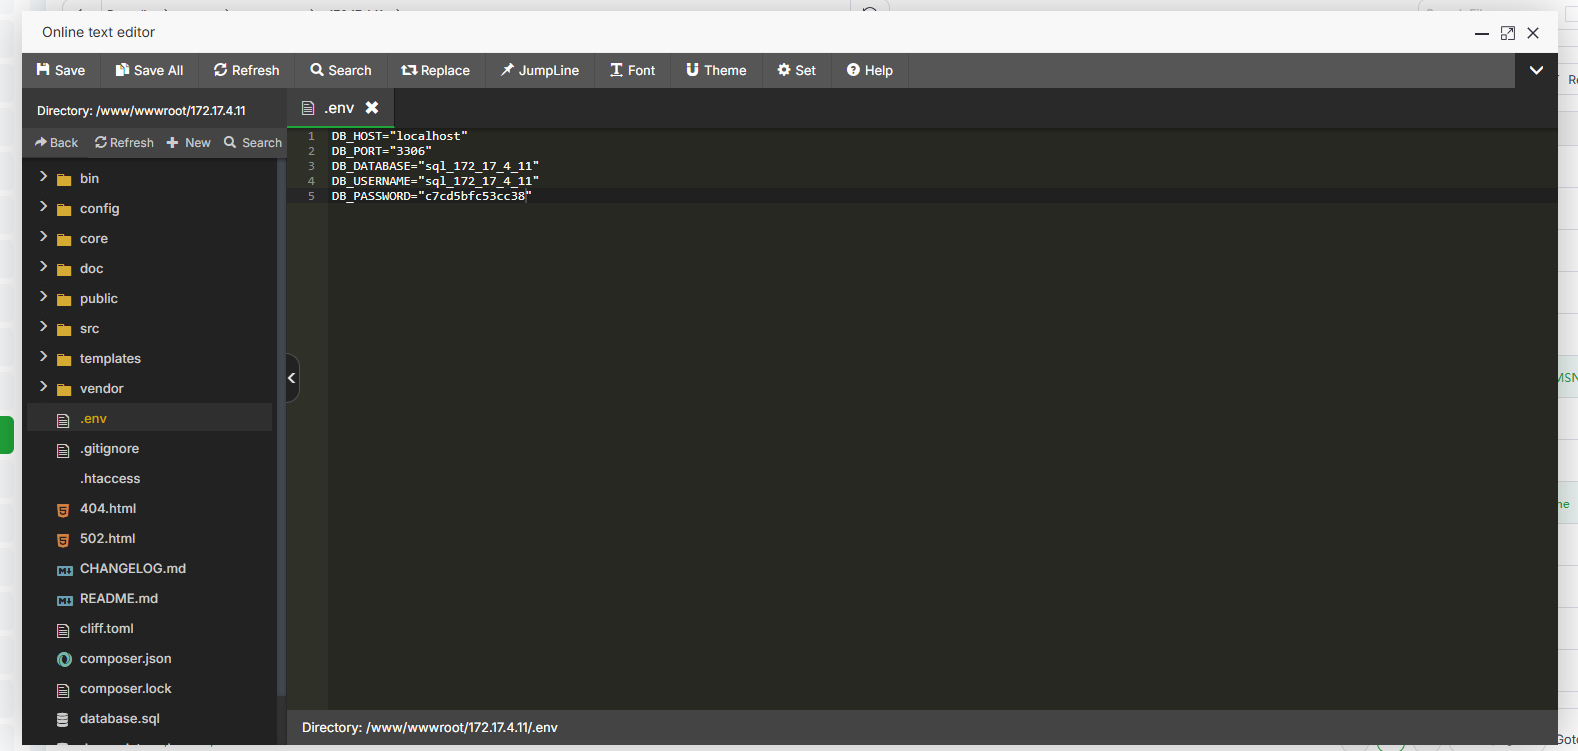 Online text editor
Save Save All Refresh Search Replace JumpLine Font Theme Set Help
Directory: /www/wwwroot/172.17.4.11
Back Refresh New Search
bin
config
core
doc
public
src
templates
vendor
.env
.gitignore
.htaccess
404.html
502.html
CHANGELOG.md
README.md
cliff.toml
composer.json
composer.lock
database.sql
.env
1 DB_HOST="localhost"
2 DB_PORT="3306"
3 DB_DATABASE="sql_172_17_4_11"
4 DB_USERNAME="sql_172_17_4_11"
5 DB_PASSWORD="c7cd5bfc53cc38"
Directory: /www/wwwroot/172.17.4.11/.env